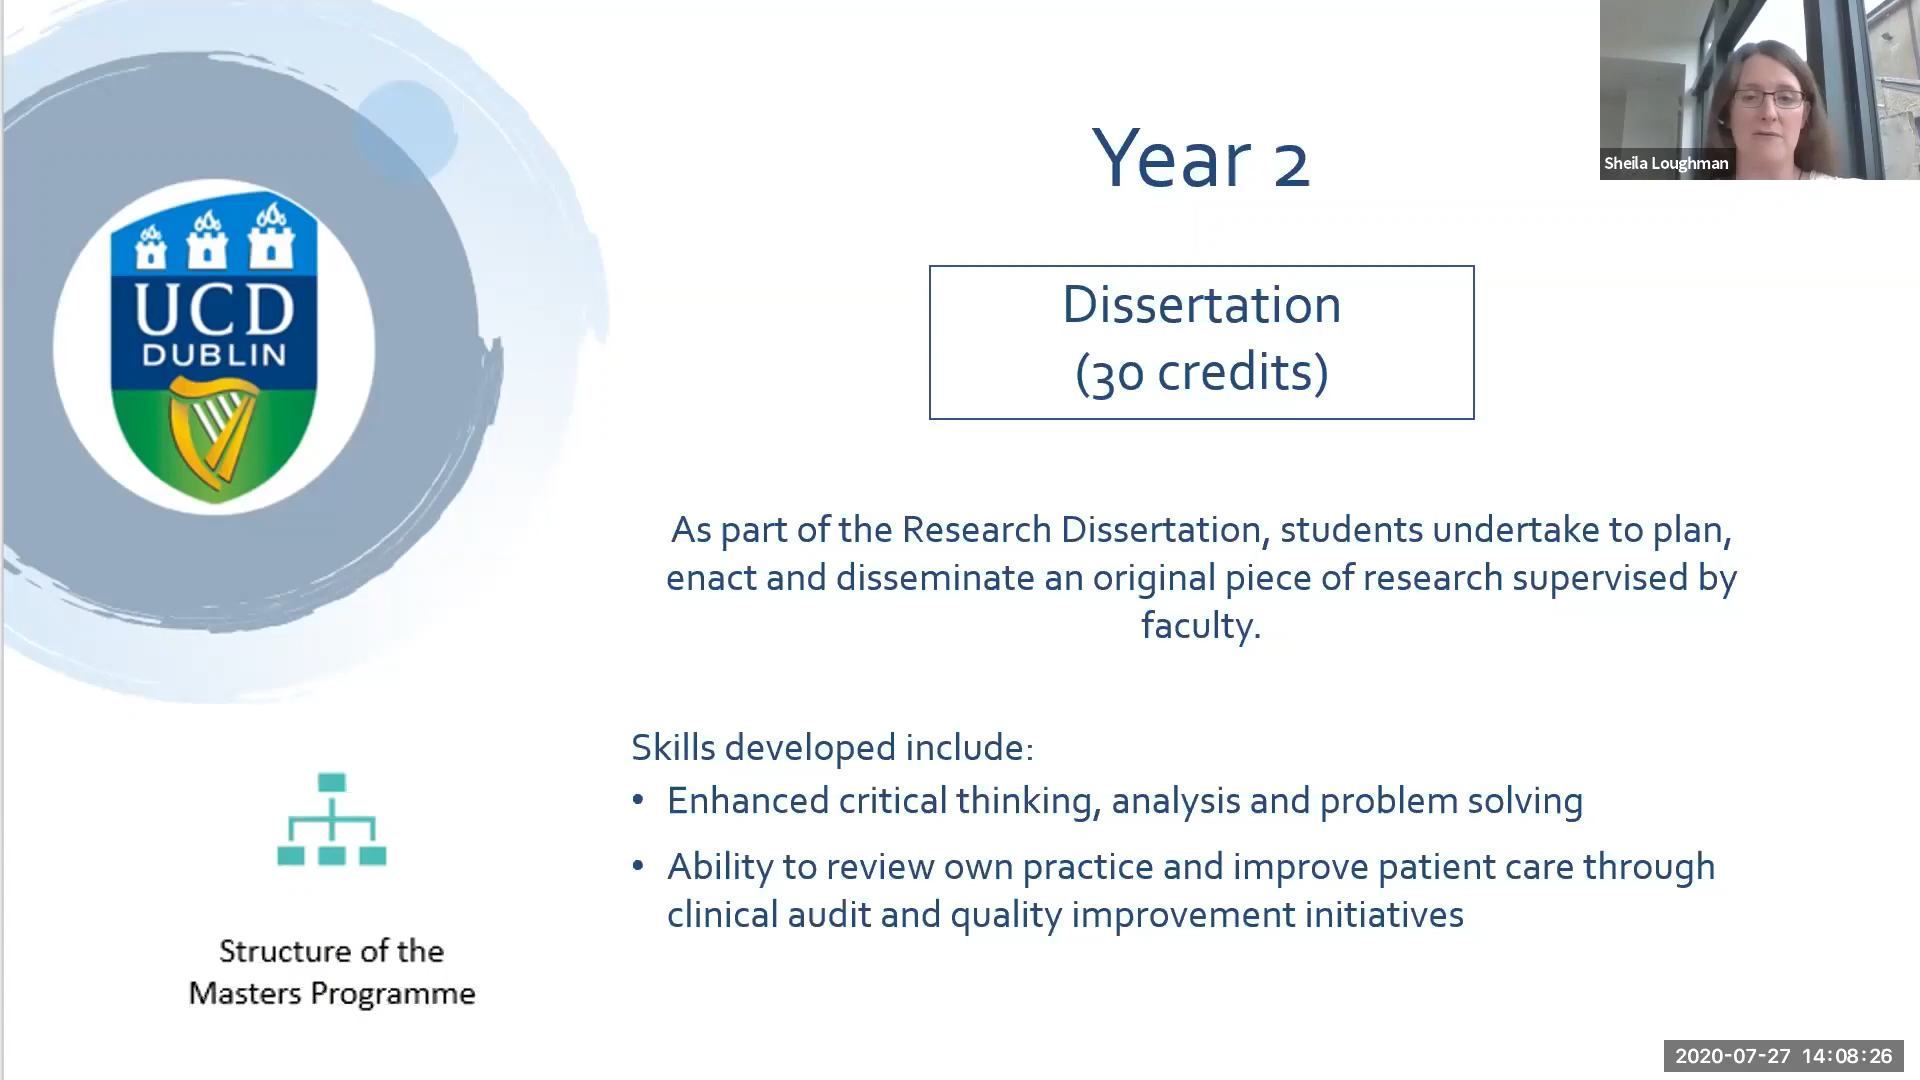 Year 2
Sheila Loughman
UCD
DUBLIN
Dissertation
(30 credits)
As part of the Research Dissertation, students undertake to plan,
enact and disseminate an original piece of research supervised by
faculty.
Skills developed include:
• Enhanced critical thinking, analysis and problem solving
• Ability to review own practice and improve patient care through
clinical audit and quality improvement initiatives
Structure of the
Masters Programme
2020-07-27 14:08:26